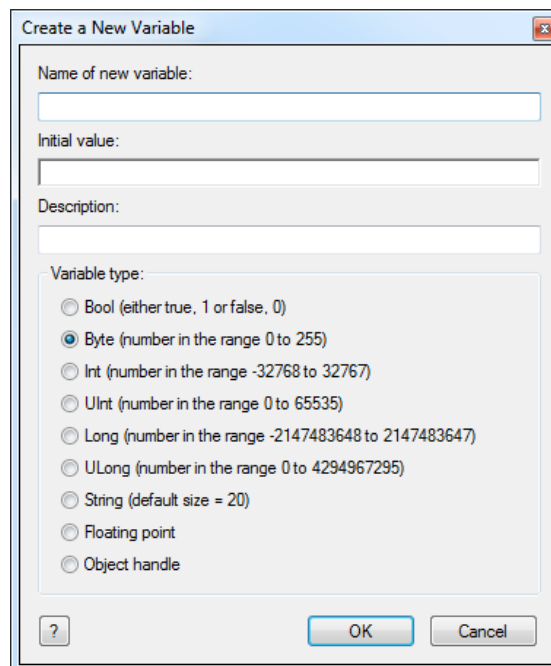 Create a New Variable
x
Name of new variable:
Initial value:
Description:
Variable type:
Bool (either true, 1 or false, 0)
Byte (number in the range 0 to 255)
Int (number in the range -32768 to 32767)
UInt (number in the range 0 to 65535)
Long (number in the range -2147483648 to 2147483647)
ULong (number in the range 0 to 4294967295)
String (default size = 20)
Floating point
Object handle
? OK Cancel